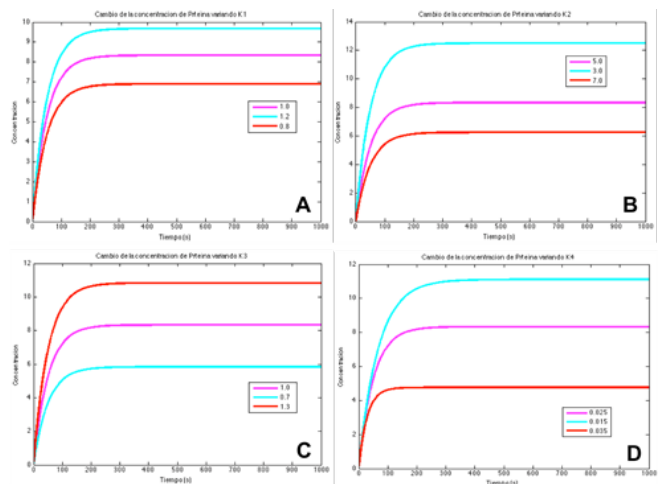 Cambio de la concentracion de Prteina variando K1
10
9
8
7
6
5
4
3
2
1
0
Concentracion
1.0
1.2
0.8
A
0 100 200 300 400 500 600 700 800 900 1000
Tiempo (s)
Cambio de la concentracion de Prteina variando K2
14
12
10
8
6
4
2
0
Concentracion
5.0
3.0
7.0
B
0 100 200 300 400 500 600 700 800 900 1000
Tiempo (s)
Cambio de la concentracion de Prteina variando K3
12
10
8
6
4
2
0
Concentracion
1.0
0.7
1.3
C
0 100 200 300 400 500 600 700 800 900 1000
Tiempo (s)
Cambio de la concentracion de Prteina variando K4
12
10
8
6
4
2
0
Concentracion
0.025
0.015
0.035
D
0 100 200 300 400 500 600 700 800 900 1000
Tiempo (s)